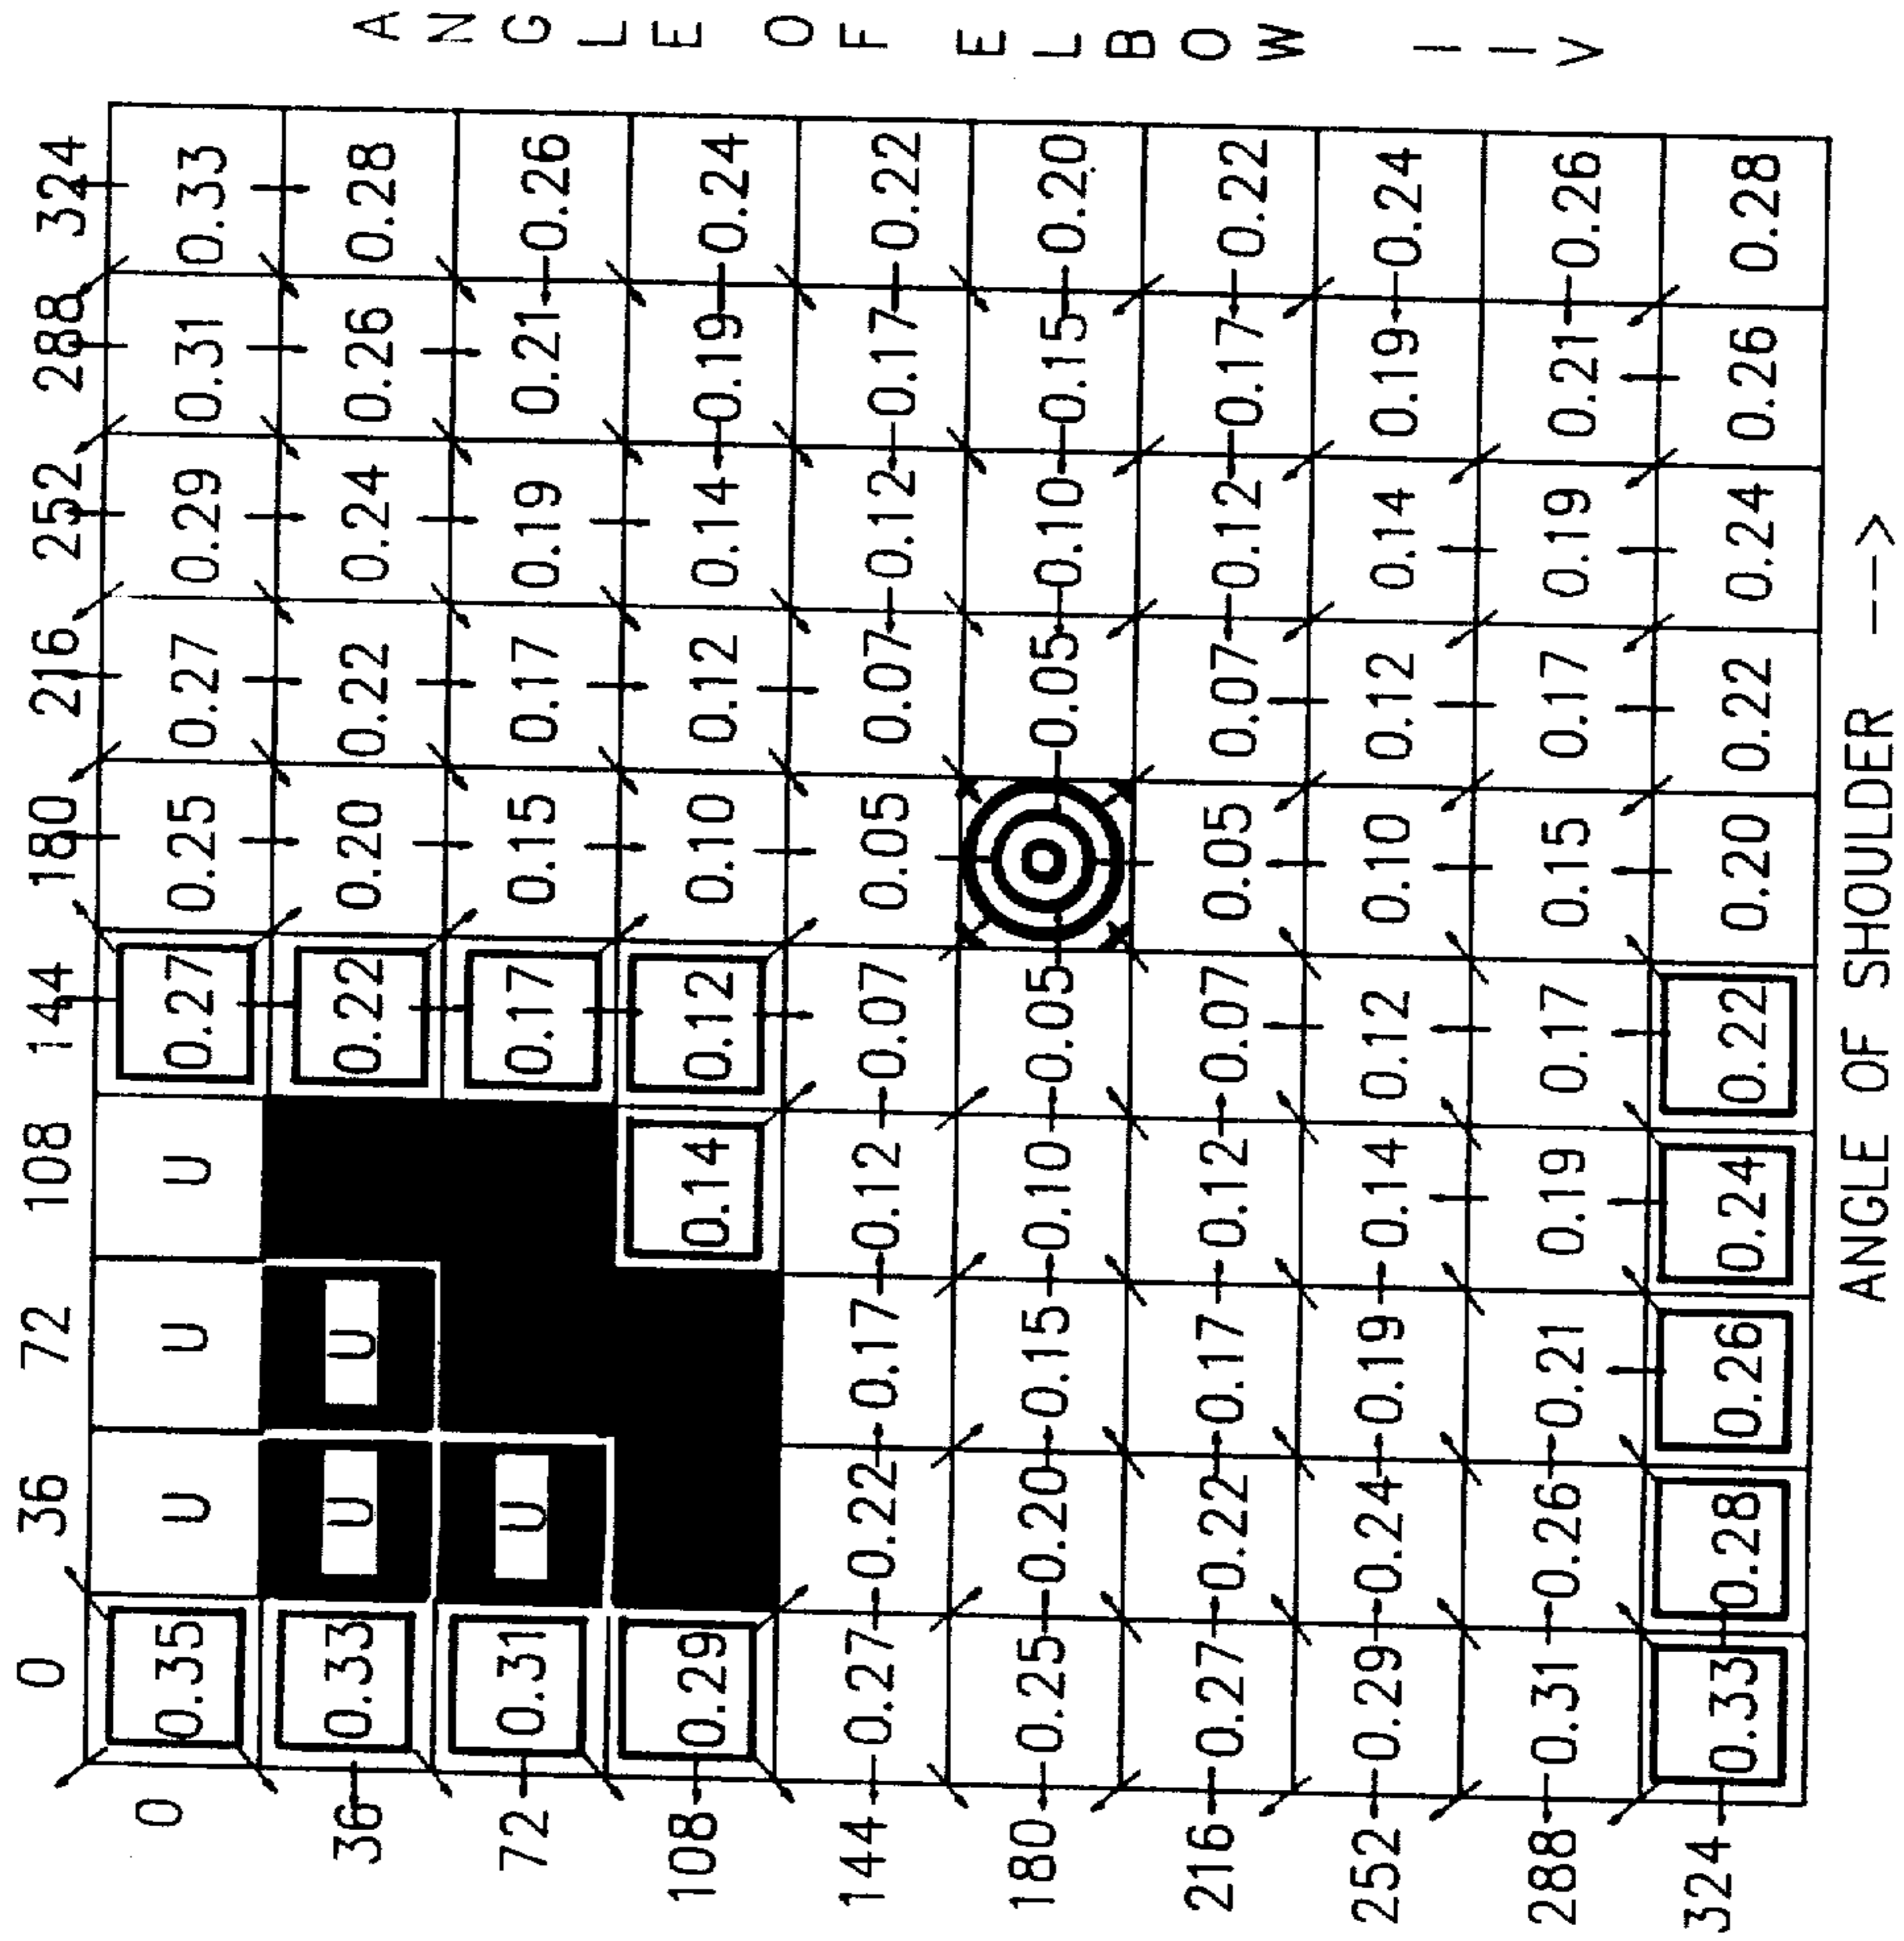 0 36 72 108 144 180 216 252 288 324
0 0.35 U U U 0.27 0.25 0.27 0.29 0.31 0.33
36 0.33 U U 0.22 0.20 0.22 0.24 0.26 0.28
72 0.31 U 0.17 0.15 0.17 0.19 0.21 0.26
108 0.29 0.14 0.12 0.10 0.12 0.14 0.19 0.24
144 0.27 0.22 0.17 0.12 0.07 0.05 0.07 0.12 0.17 0.22
180 0.25 0.20 0.15 0.10 0.05 0.05 0.10 0.15 0.20
216 0.27 0.22 0.17 0.12 0.07 0.05 0.07 0.12 0.17 0.22
252 0.29 0.24 0.19 0.14 0.12 0.10 0.12 0.14 0.19 0.24
288 0.31 0.26 0.21 0.19 0.17 0.15 0.17 0.19 0.21 0.26
324 0.33 0.28 0.26 0.24 0.22 0.20 0.22 0.24 0.26 0.28
ANGLE OF SHOULDER -->
ANGLE OF ELBOW | | V